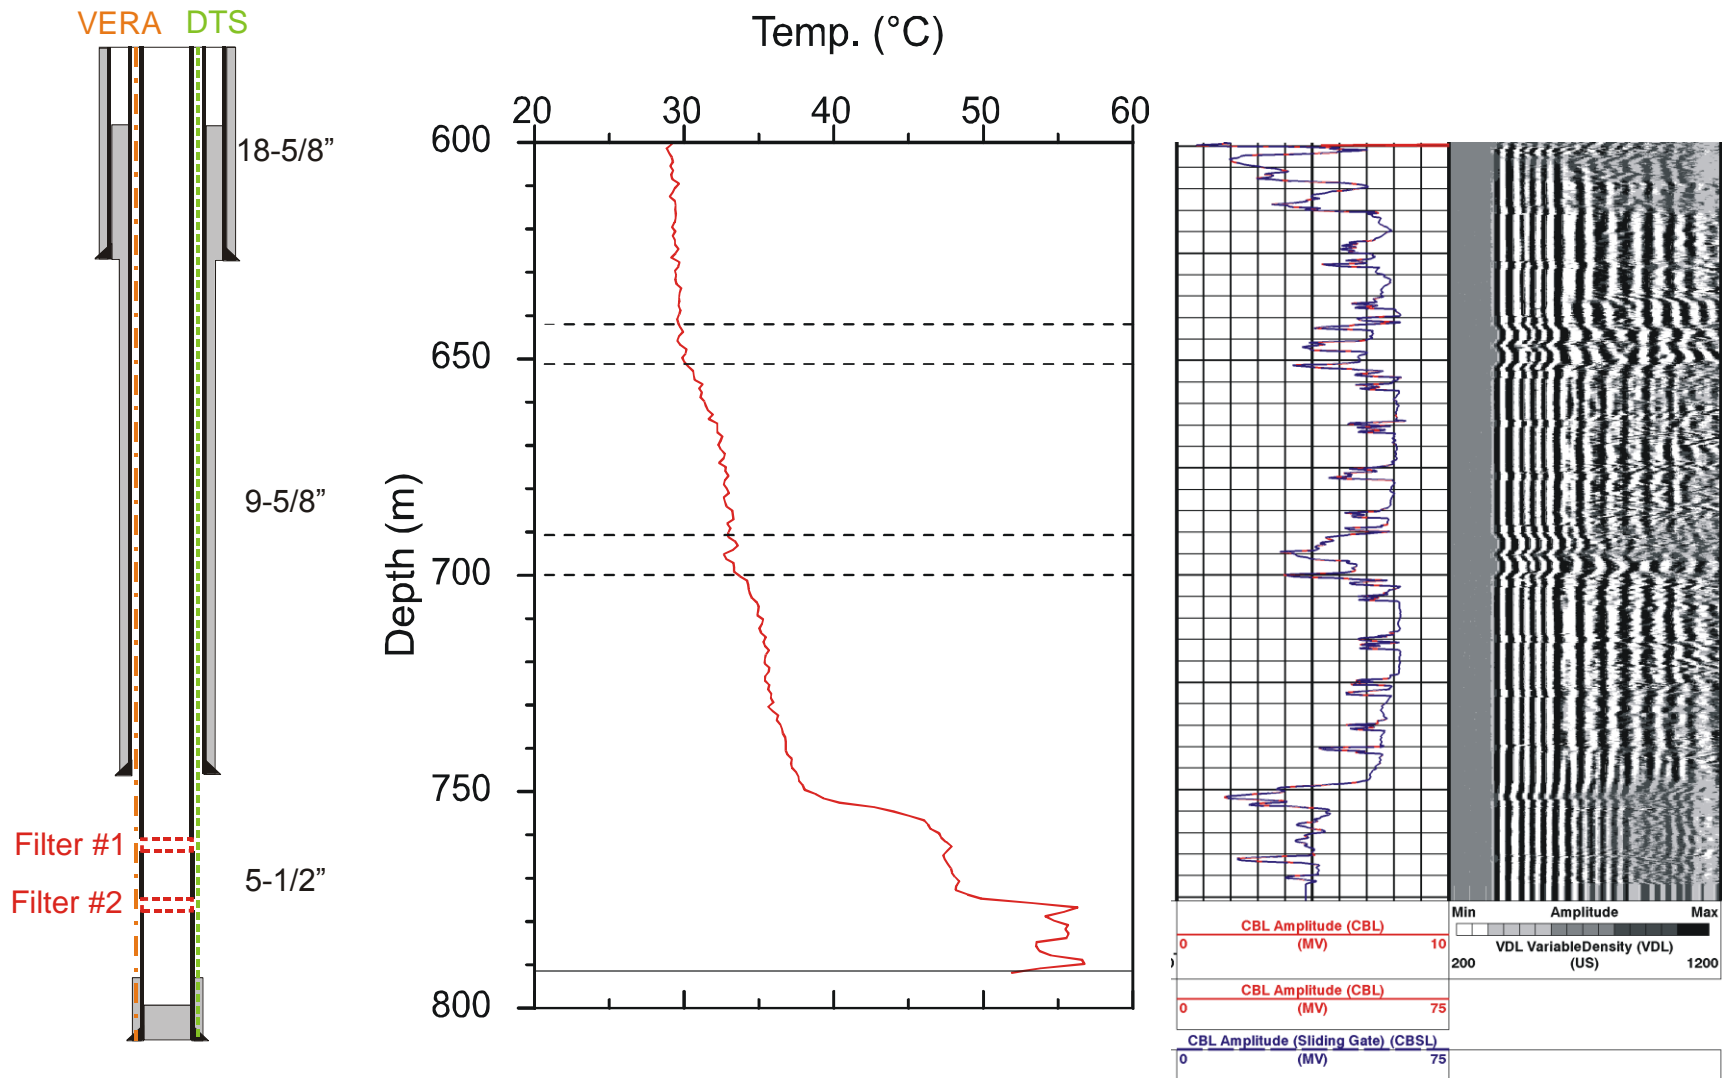 VERA DTS
18-5/8”
9-5/8”
Filter #1
5-1/2”
Filter #2
Temp. (°C)
20 30 40 50 60
Depth (m)
600
650
700
750
800
CBL Amplitude (CBL)
0 (MV) 10
CBL Amplitude (CBL)
0 (MV) 75
CBL Amplitude (Sliding Gate) (CBSL)
0 (MV) 75
Min Amplitude Max
VDL VariableDensity (VDL)
200 (US) 1200